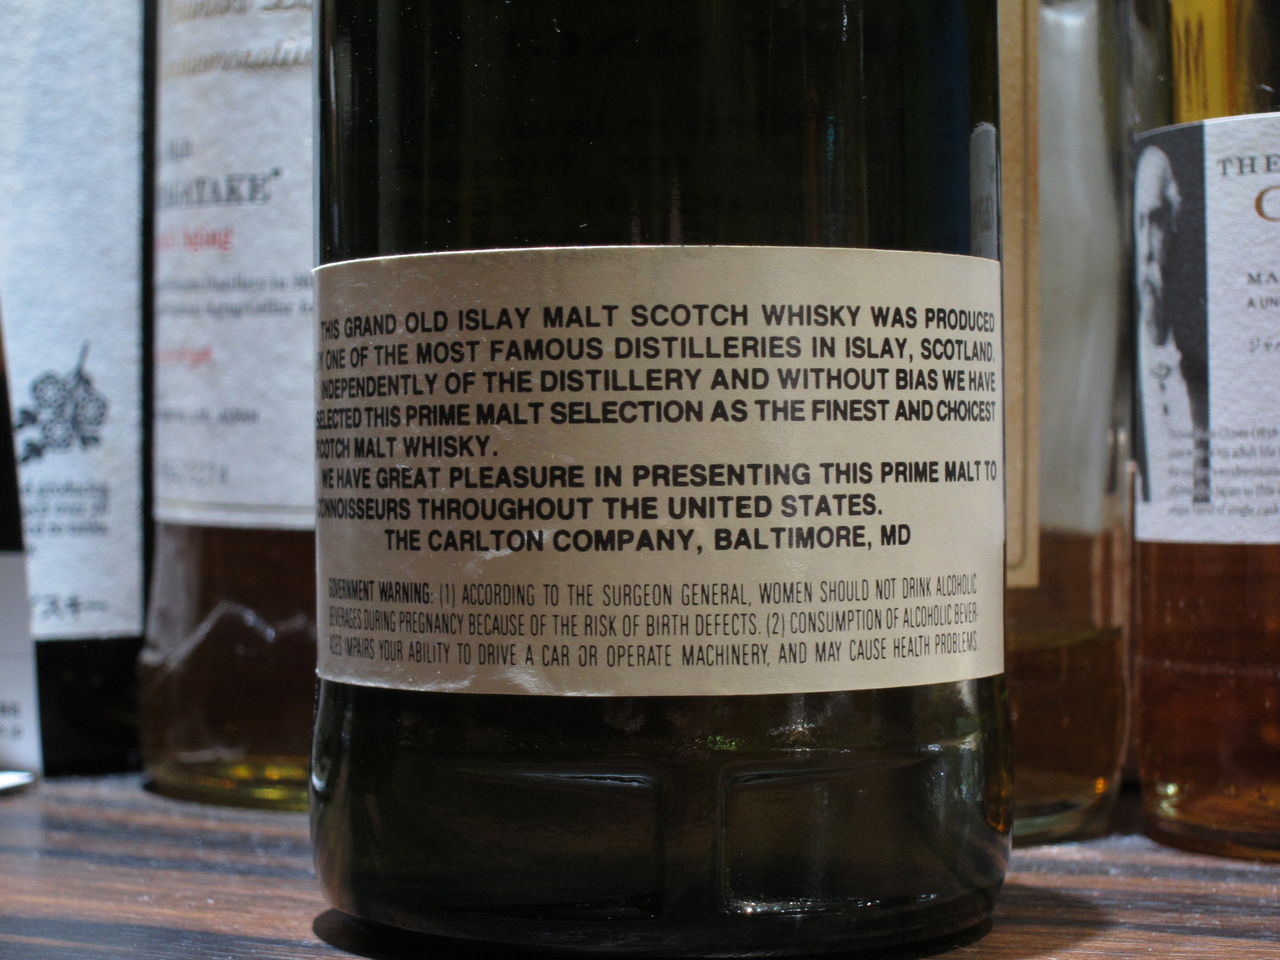 THIS GRAND OLD ISLAY MALT SCOTCH WHISKY WAS PRODUCED
Y ONE OF THE MOST FAMOUS DISTILLERIES IN ISLAY, SCOTLAND.
INDEPENDENTLY OF THE DISTILLERY AND WITHOUT BIAS WE HAVE
SELECTED THIS PRIME MALT SELECTION AS THE FINEST AND CHOICEST
SCOTCH MALT WHISKY.
WE HAVE GREAT PLEASURE IN PRESENTING THIS PRIME MALT TO
ONNOISEURS THROUGHOUT THE UNITED STATES.
THE CARLTON COMPANY, BALTIMORE, MD
GOVERNMENT WARNING: (1) ACCORDING TO THE SURGEON GENERAL, WOMEN SHOULD NOT DRINK ALCOHOLIC
BEVERAGES DURING PREGNANCY BECAUSE OF THE RISK OF BIRTH DEFECTS. (2) CONSUMPTION OF ALCOHOLIC BEVER-
AGES IMPAIRS YOUR ABILITY TO DRIVE A CAR OR OPERATE MACHINERY, AND MAY CAUSE HEALTH PROBLEMS.
THE
MA
A UN
Aging